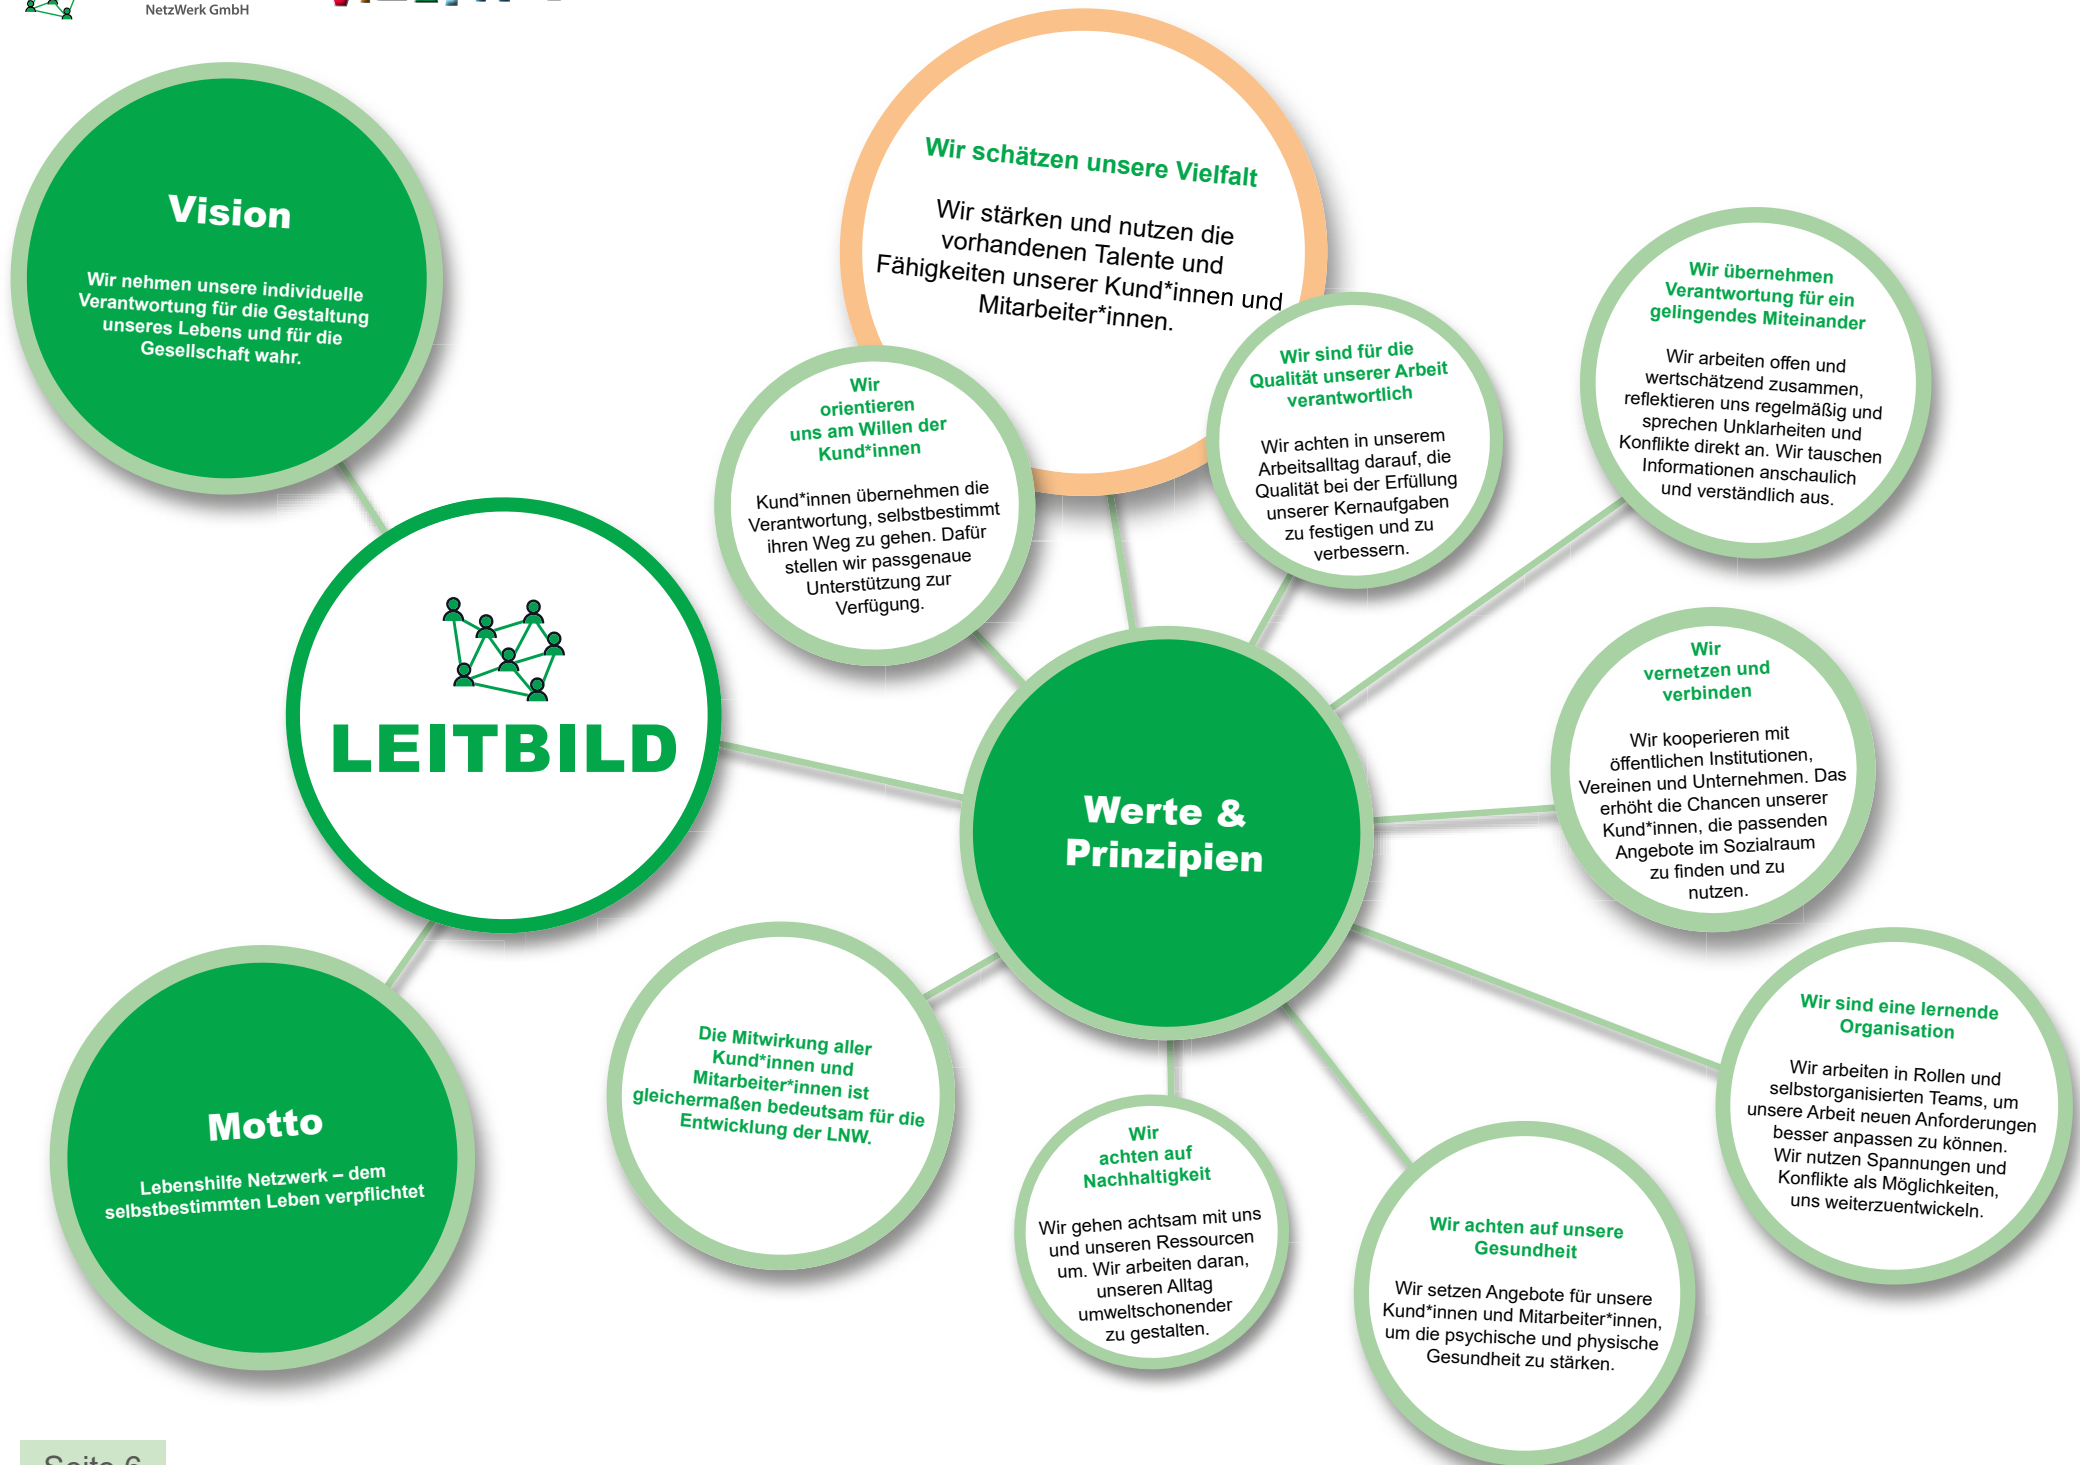 NetzWerk GmbH
Vision
Wir nehmen unsere individuelle
Verantwortung für die Gestaltung
unseres Lebens und für die
Gesellschaft wahr.
LEITBILD
Motto
Lebenshilfe Netzwerk – dem
selbstbestimmten Leben verpflichtet
Werte &
Prinzipien
Wir schätzen unsere Vielfalt
Wir stärken und nutzen die
vorhandenen Talente und
Fähigkeiten unserer Kund*innen und
Mitarbeiter*innen.
Wir
orientieren
uns am Willen der
Kund*innen
Kund*innen übernehmen die
Verantwortung, selbstbestimmt
ihren Weg zu gehen. Dafür
stellen wir passgenaue
Unterstützung zur
Verfügung.
Wir sind für die
Qualität unserer Arbeit
verantwortlich
Wir achten in unserem
Arbeitsalltag darauf, die
Qualität bei der Erfüllung
unserer Kernaufgaben
zu festigen und zu
verbessern.
Wir übernehmen
Verantwortung für ein
gelingendes Miteinander
Wir arbeiten offen und
wertschätzend zusammen,
reflektieren uns regelmäßig und
sprechen Unklarheiten und
Konflikte direkt an. Wir tauschen
Informationen anschaulich
und verständlich aus.
Wir
vernetzen und
verbinden
Wir kooperieren mit
öffentlichen Institutionen,
Vereinen und Unternehmen. Das
erhöht die Chancen unserer
Kund*innen, die passenden
Angebote im Sozialraum
zu finden und zu
nutzen.
Wir sind eine lernende
Organisation
Wir arbeiten in Rollen und
selbstorganisierten Teams, um
unsere Arbeit neuen Anforderungen
besser anpassen zu können.
Wir nutzen Spannungen und
Konflikte als Möglichkeiten,
uns weiterzuentwickeln.
Wir achten auf unsere
Gesundheit
Wir setzen Angebote für unsere
Kund*innen und Mitarbeiter*innen,
um die psychische und physische
Gesundheit zu stärken.
Wir
achten auf
Nachhaltigkeit
Wir gehen achtsam mit uns
und unseren Ressourcen
um. Wir arbeiten daran,
unseren Alltag
umweltschonender
zu gestalten.
Die Mitwirkung aller
Kund*innen und
Mitarbeiter*innen ist
gleichermaßen bedeutsam für die
Entwicklung der LNW.
Seite 6